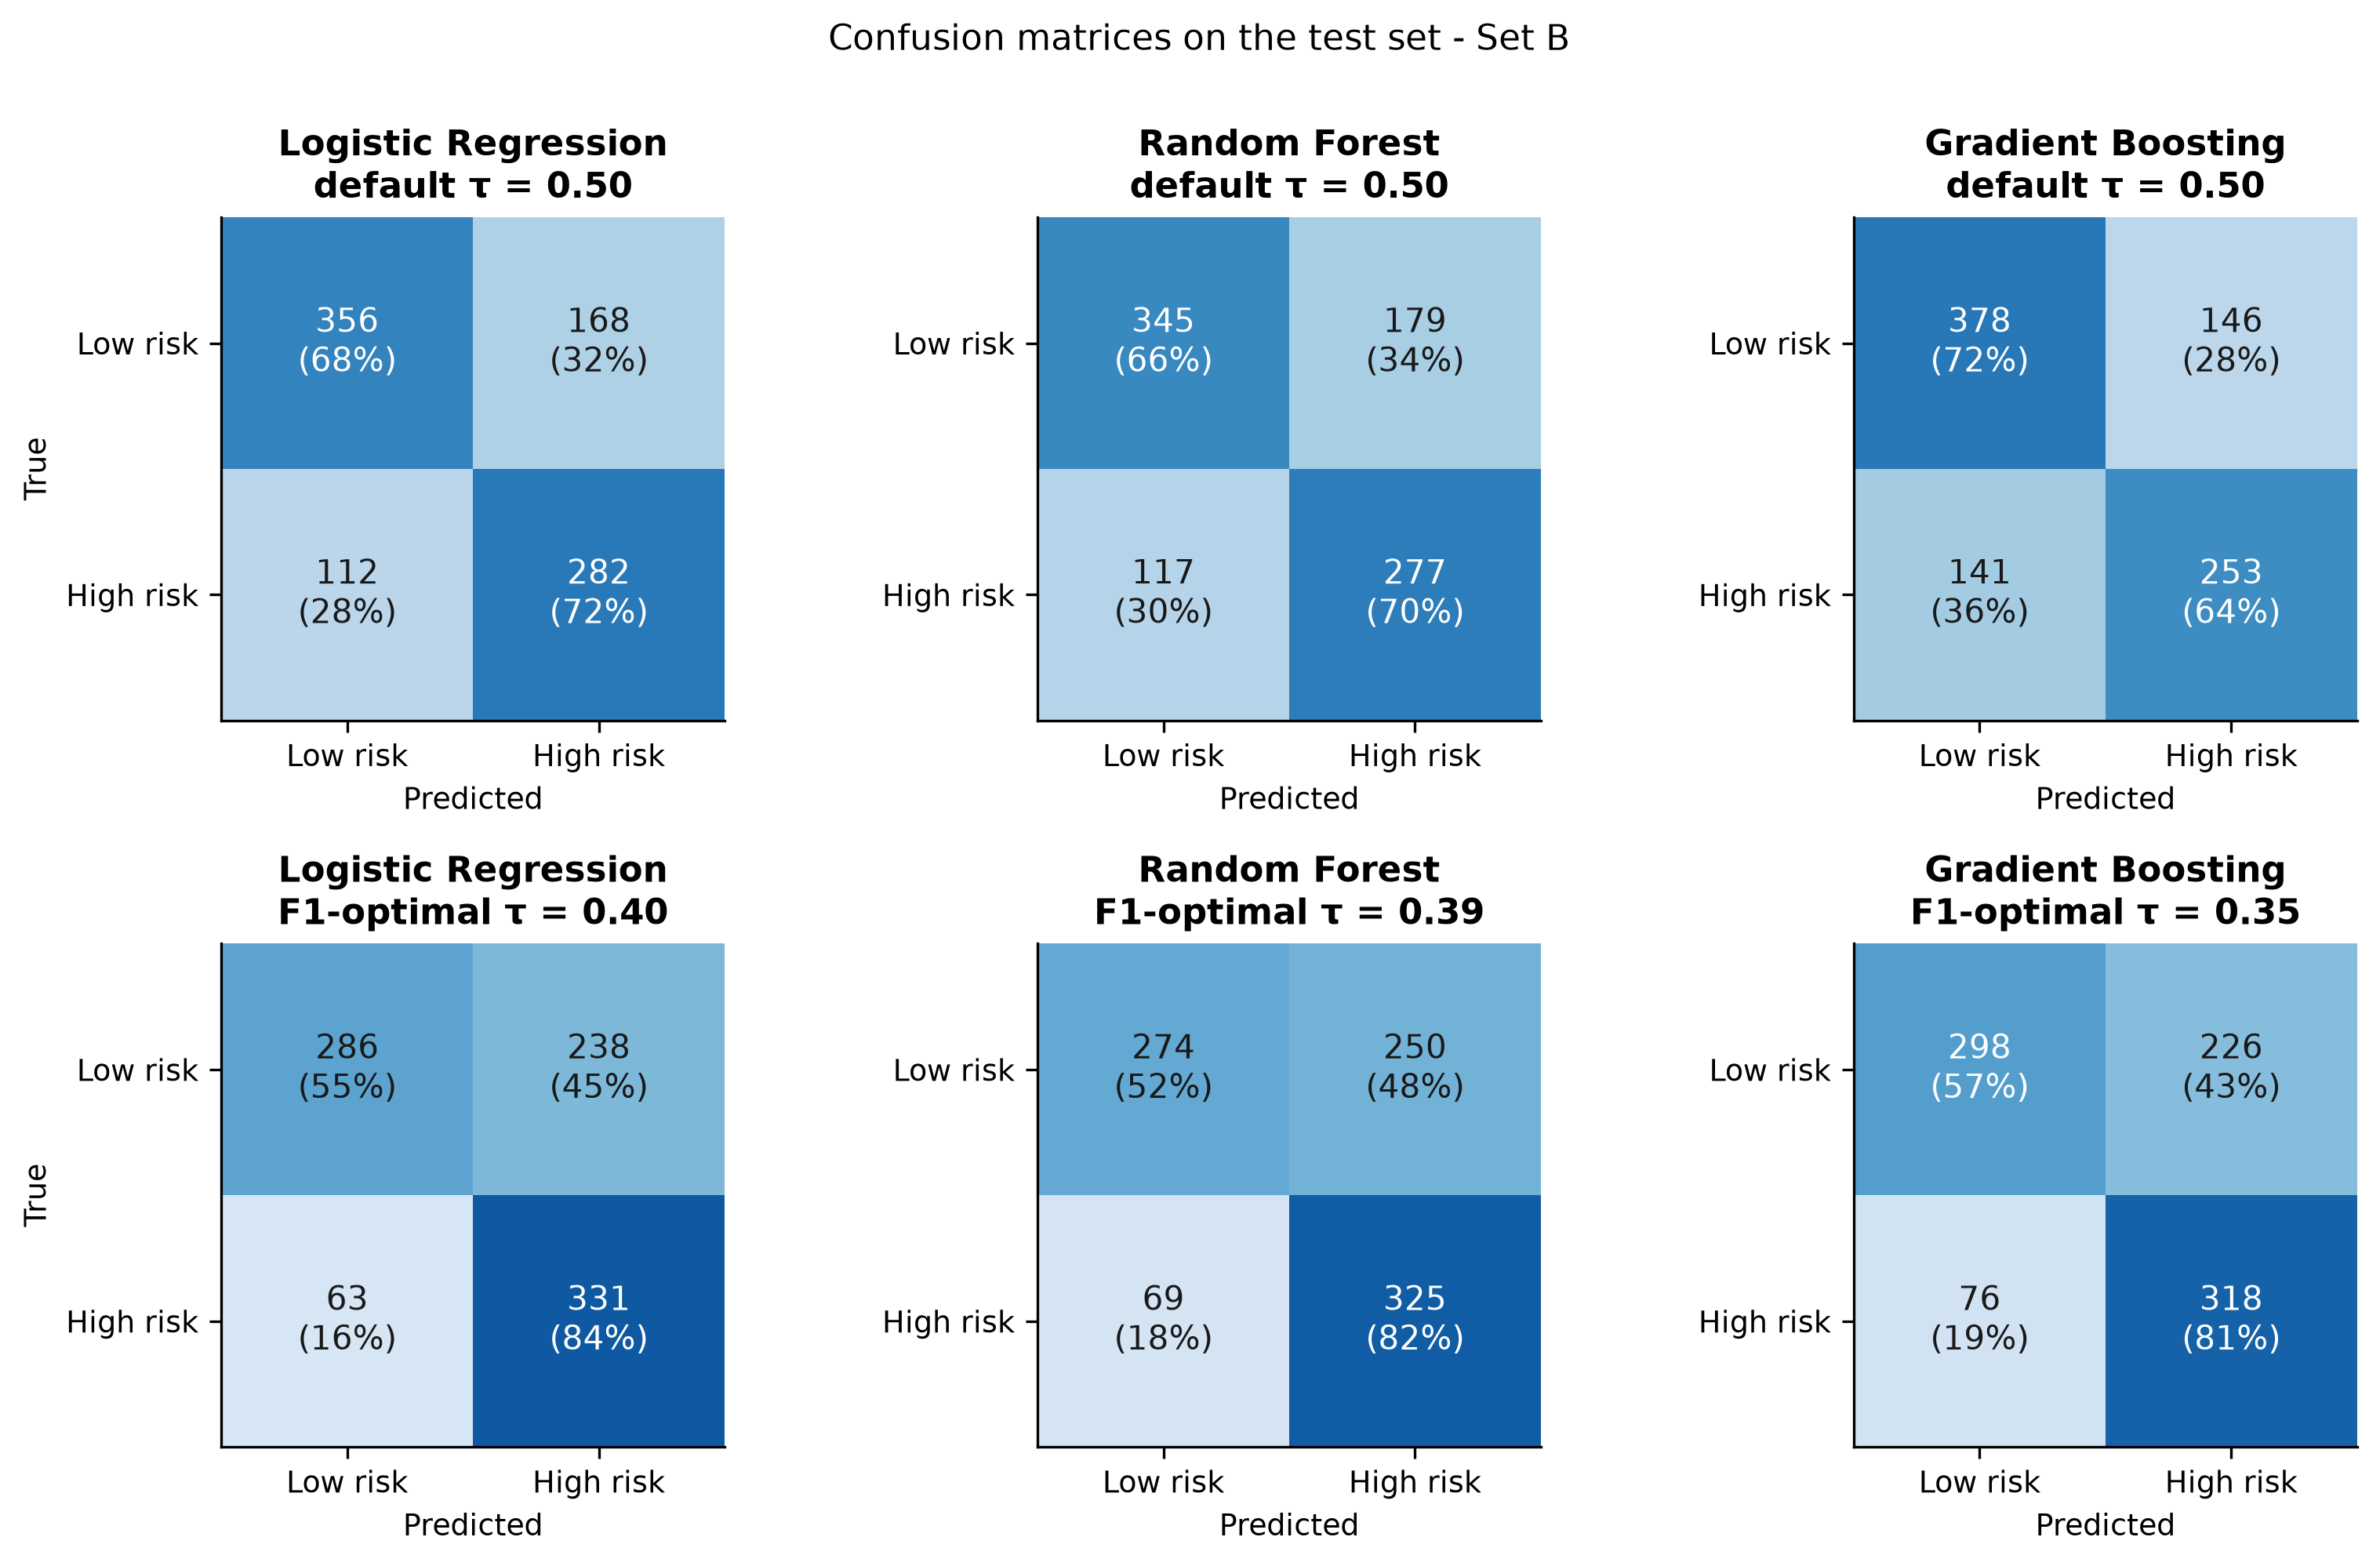 Confusion matrices on the test set - Set B
Logistic Regression
default τ = 0.50
True
Low risk
356
(68%)
168
(32%)
High risk
112
(28%)
282
(72%)
Low risk
High risk
Predicted
Random Forest
default τ = 0.50
Low risk
345
(66%)
179
(34%)
High risk
117
(30%)
277
(70%)
Low risk
High risk
Predicted
Gradient Boosting
default τ = 0.50
Low risk
378
(72%)
146
(28%)
High risk
141
(36%)
253
(64%)
Low risk
High risk
Predicted
Logistic Regression
F1-optimal τ = 0.40
True
Low risk
286
(55%)
238
(45%)
High risk
63
(16%)
331
(84%)
Low risk
High risk
Predicted
Random Forest
F1-optimal τ = 0.39
Low risk
274
(52%)
250
(48%)
High risk
69
(18%)
325
(82%)
Low risk
High risk
Predicted
Gradient Boosting
F1-optimal τ = 0.35
Low risk
298
(57%)
226
(43%)
High risk
76
(19%)
318
(81%)
Low risk
High risk
Predicted